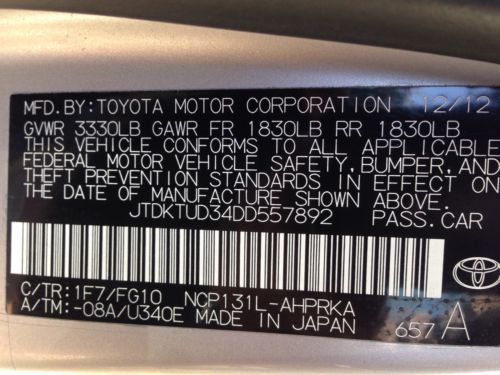 MFD.BY:TOYOTA MOTOR CORPORATION 12/12
GVWR 3330LB GAWR FR 1830LB RR 1830LB
THIS VEHICLE CONFORMS TO ALL APPLICABLE
FEDERAL MOTOR VEHICLE SAFETY,BUMPER,AND
THEFT PREVENTION STANDARDS IN EFFECT ON
THE DATE OF MANUFACTURE SHOWN ABOVE.
JTDKTUD34DD557892 PASS.CAR
C/TR:1F7/FG10 NCP131L-AHPRKA
A/TM:-08A/U340E MADE IN JAPAN 657A
TOYOTA